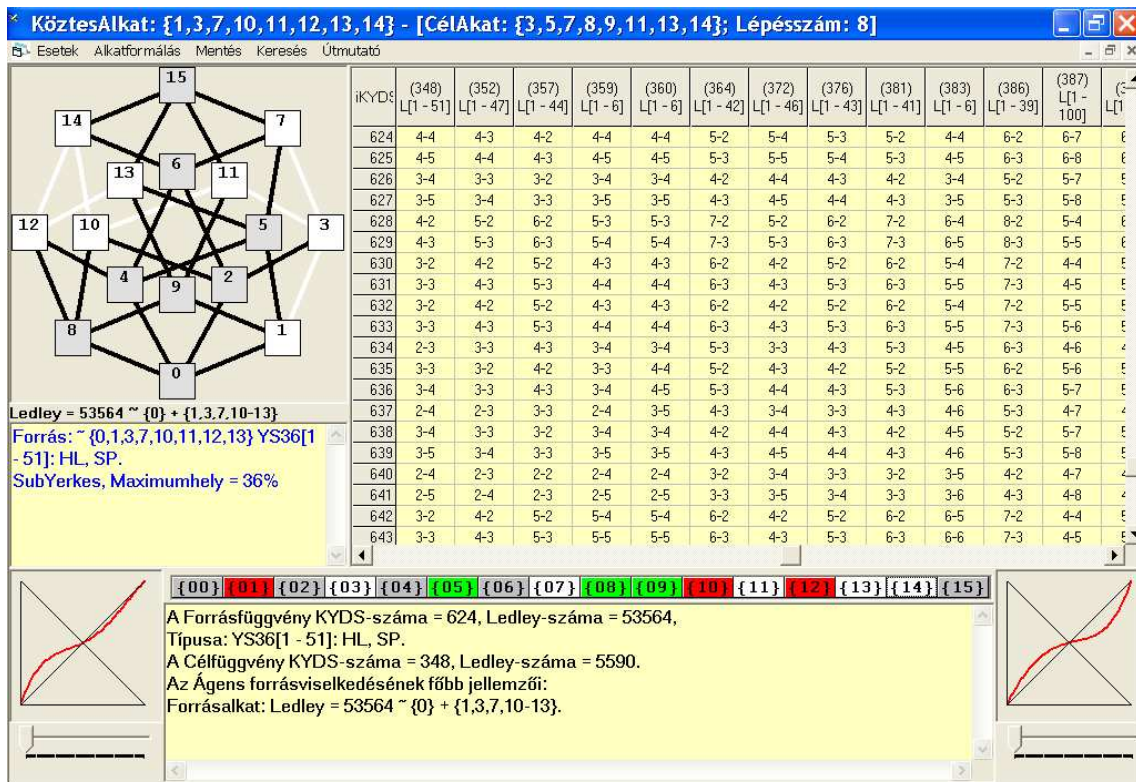 KöztesAlkat: {1,3,7,10,11,12,13,14} - [CélAkat: {3,5,7,8,9,11,13,14}; Lépésszám: 8]
Esetek Alkatformálás Mentés Keresés Útmutató
15
14 7
13 6 11
12 10 5 3
4 9 2
8 1
0
Ledley = 53564 ~ {0} + {1,3,7,10-13}
Forrás: ~ {0,1,3,7,10,11,12,13} YS36[1
- 51]: HL, SP.
SubYerkes, Maximumhely = 36%
iKYDS (348) L[1 - 51] (352) L[1 - 47] (357) L[1 - 44] (359) L[1 - 6] (360) L[1 - 6] (364) L[1 - 42] (372) L[1 - 46] (376) L[1 - 43] (381) L[1 - 41] (383) L[1 - 6] (386) L[1 - 39] (387) L[1 - 100]
624 4-4 4-3 4-2 4-4 4-4 5-2 5-4 5-3 5-2 4-4 6-2 6-7
625 4-5 4-4 4-3 4-5 4-5 5-3 5-5 5-4 5-3 4-5 6-3 6-8
626 3-4 3-3 3-2 3-4 3-4 4-2 4-4 4-3 4-2 3-4 5-2 5-7
627 3-5 3-4 3-3 3-5 3-5 4-3 4-5 4-4 4-3 3-5 5-3 5-8
628 4-2 5-2 6-2 5-3 5-3 7-2 5-2 6-2 7-2 6-4 8-2 5-4
629 4-3 5-3 6-3 5-4 5-4 7-3 5-3 6-3 7-3 6-5 8-3 5-5
630 3-2 4-2 5-2 4-3 4-3 6-2 4-2 5-2 6-2 5-4 7-2 4-4
631 3-3 4-3 5-3 4-4 4-4 6-3 4-3 5-3 6-3 5-5 7-3 4-5
632 3-2 4-2 5-2 4-3 4-3 6-2 4-2 5-2 6-2 5-4 7-2 5-5
633 3-3 4-3 5-3 4-4 4-4 6-3 4-3 5-3 6-3 5-5 7-3 5-6
634 2-3 3-3 4-3 3-4 3-4 5-3 3-3 4-3 5-3 4-5 6-3 4-6
635 3-3 3-2 4-2 3-3 4-4 5-2 4-3 4-2 5-2 5-5 6-2 5-6
636 3-4 3-3 4-3 3-4 4-5 5-3 4-4 4-3 5-3 5-6 6-3 5-7
637 2-4 2-3 3-3 2-4 3-5 4-3 3-4 3-3 4-3 4-6 5-3 4-7
638 3-4 3-3 3-2 3-4 3-4 4-2 4-4 4-3 4-2 4-5 5-2 5-7
639 3-5 3-4 3-3 3-5 3-5 4-3 4-5 4-4 4-3 4-6 5-3 5-8
640 2-4 2-3 2-2 2-4 2-4 3-2 3-4 3-3 3-2 3-5 4-2 4-7
641 2-5 2-4 2-3 2-5 2-5 3-3 3-5 3-4 3-3 3-6 4-3 4-8
642 3-2 4-2 5-2 5-4 5-4 6-2 4-2 5-2 6-2 6-5 7-2 4-4
643 3-3 4-3 5-3 5-5 5-5 6-3 4-3 5-3 6-3 6-6 7-3 4-5
{00} {01} {02} {03} {04} {05} {06} {07} {08} {09} {10} {11} {12} {13} {14} {15}
A Forrásfüggvény KYDS-száma = 624, Ledley-száma = 53564,
Típusa: YS36[1 - 51]: HL, SP.
A Célfüggvény KYDS-száma = 348, Ledley-száma = 5590.
Az Ágens forrásviselkedésének főbb jellemzői:
Forrásalkat: Ledley = 53564 ~ {0} + {1,3,7,10-13}.